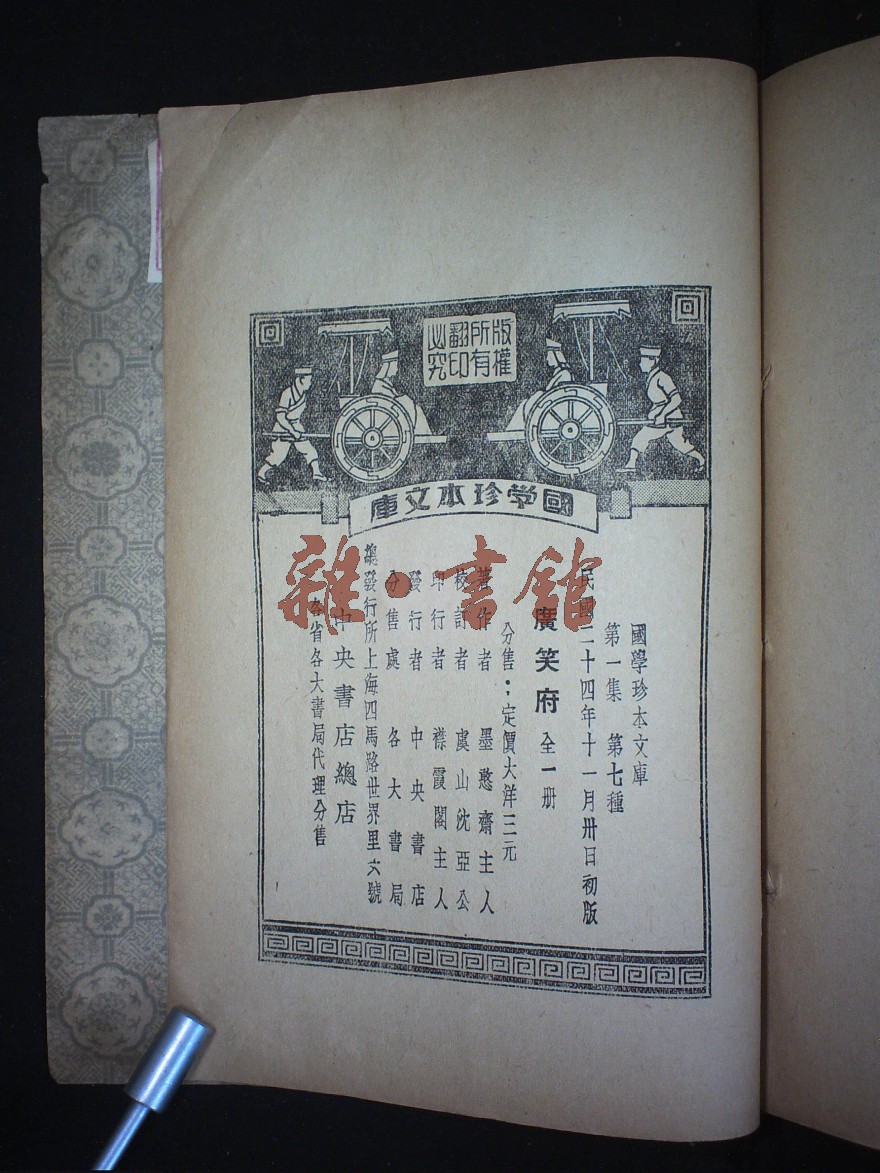 版權
所有
翻印
必究
國學珍本文庫
國學珍本文庫
第一集 第七種
民國二十四年十一月卅日初版
廣笑府 全一册
分售：定價大洋三元
著作者 墨憨齋主人
校訂者 虞山沈亞公
印行者 襟霞閣主人
發行者 中央書店
分售處 各大書局
總發行所上海四馬路世界里六號
中央書店總店
各省各大書局代理分售
雜·書館